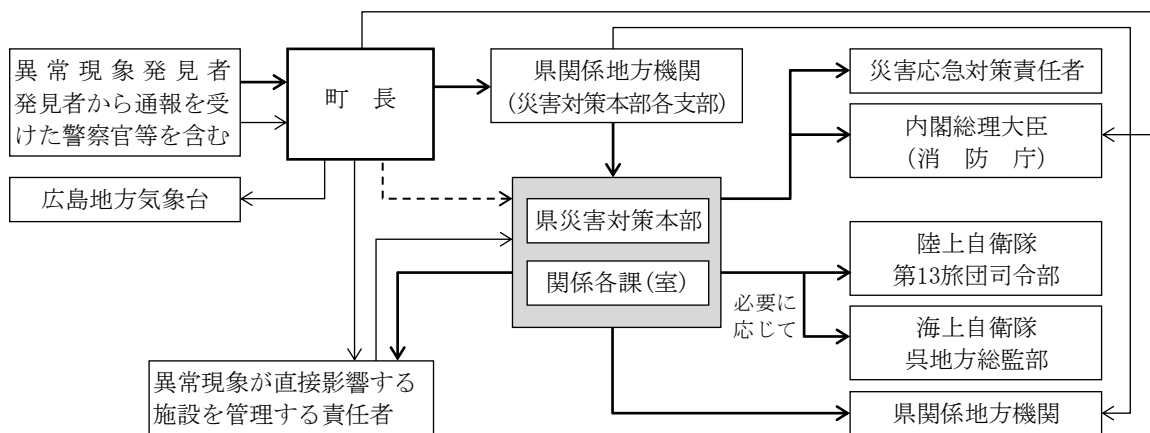 異常現象発見者
発見者から通報を受
けた警察官等を含む
町 長
県関係地方機関
(災害対策本部各支部)
災害応急対策責任者
内閣総理大臣
(消 防 庁)
広島地方気象台
県災害対策本部
関係各課(室)
陸上自衛隊
第13旅団司令部
必要に
応じて
海上自衛隊
呉地方総監部
異常現象が直接影響する
施設を管理する責任者
県関係地方機関